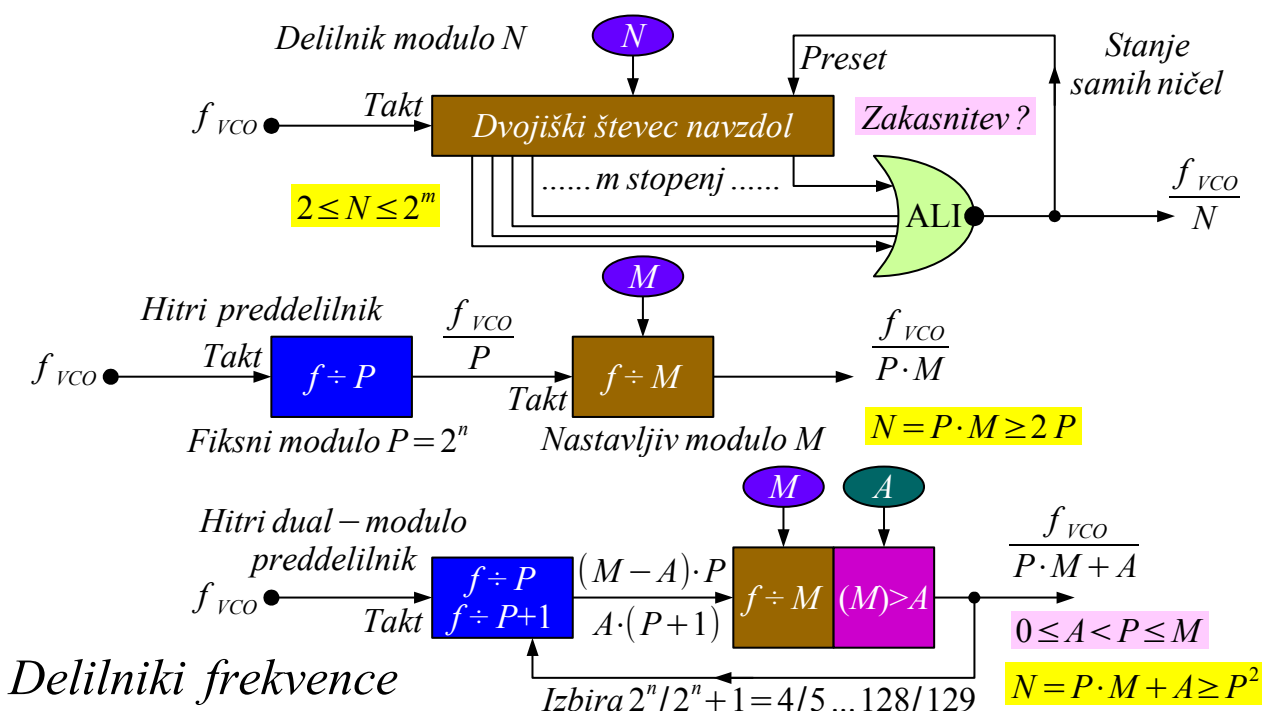 Delilnik modulo N
N
Preset
Stanje samih ničel
f VCO
Takt
Dvojiški števec navzdol
Zakasnitev ?
2 ≤ N ≤ 2^m
...... m stopenj ......
ALI
f VCO / N
M
Hitri preddelilnik
f VCO
Takt
f ÷ P
f VCO / P
Takt
f ÷ M
f VCO / P·M
Fiksni modulo P = 2^n
Nastavljiv modulo M
N = P·M ≥ 2 P
M
A
Hitri dual – modulo preddelilnik
f VCO
Takt
f ÷ P
f ÷ P+1
(M – A)·P
A·(P+1)
f ÷ M
(M)>A
f VCO / P·M + A
0 ≤ A < P ≤ M
Delilniki frekvence
Izbira 2^n/2^n+1 = 4/5 ... 128/129
N = P·M + A ≥ P^2